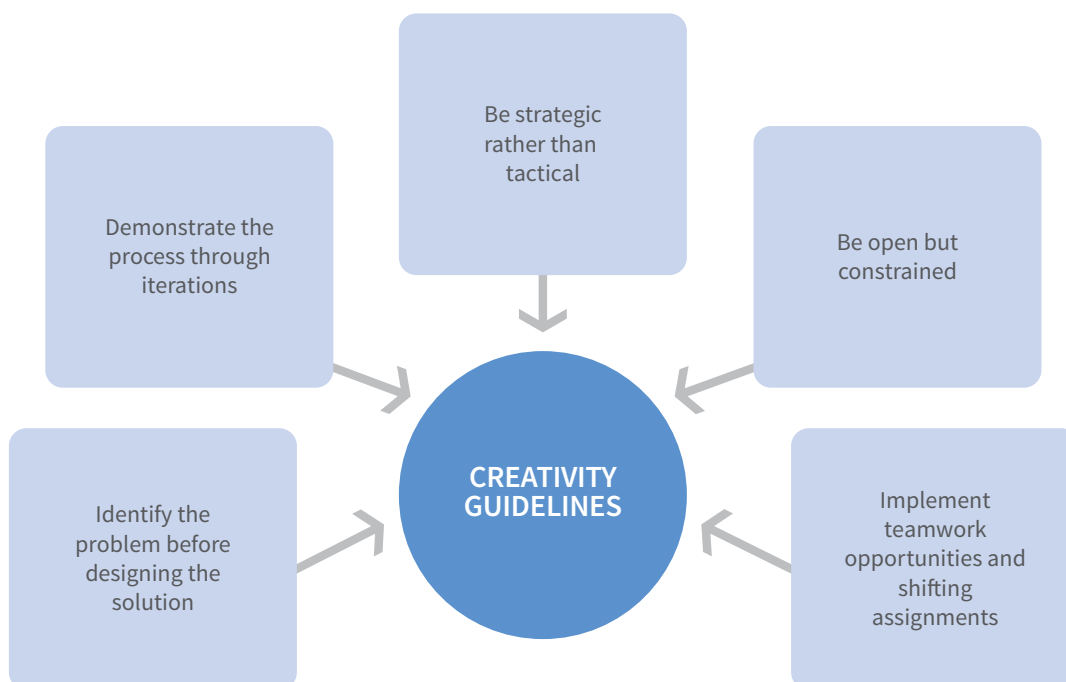 Be strategic
rather than
tactical
Demonstrate the
process through
iterations
Be open but
constrained
CREATIVITY
GUIDELINES
Identify the
problem before
designing the
solution
Implement
teamwork
opportunities and
shifting
assignments